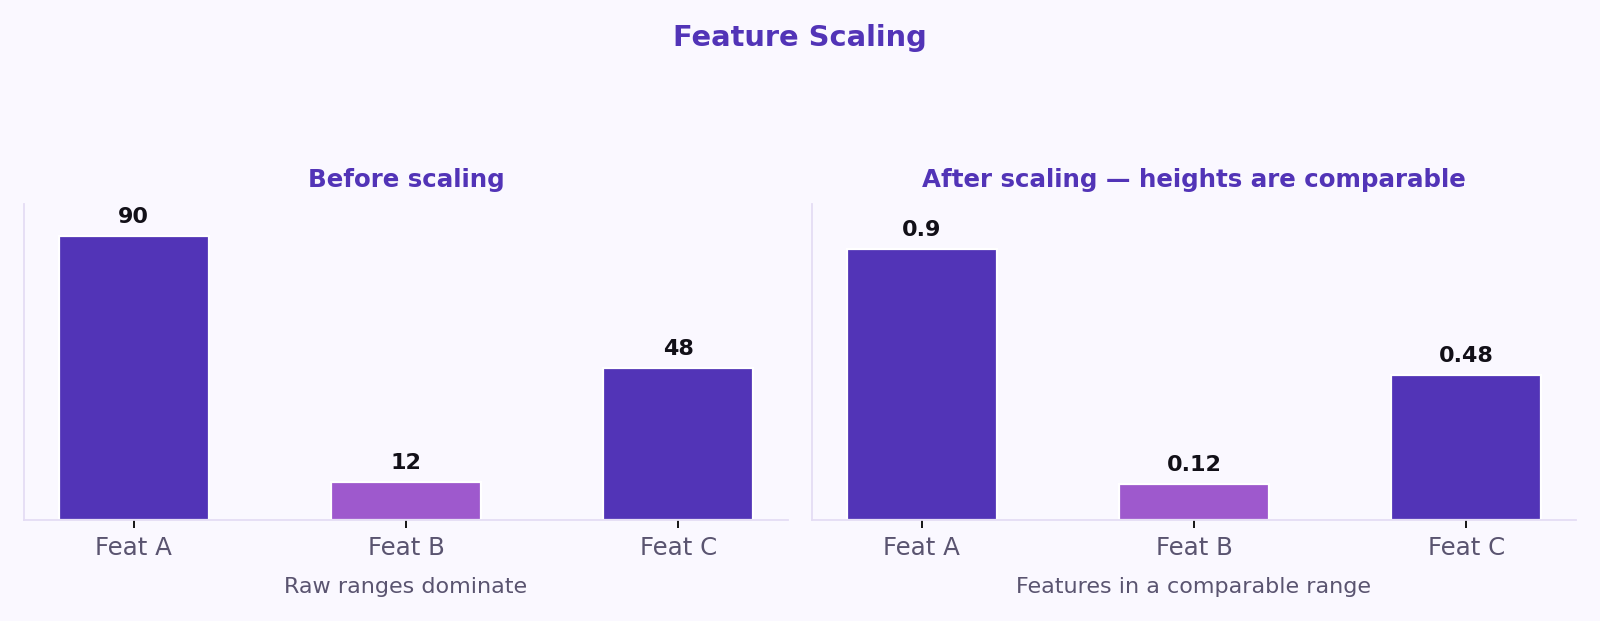 Feature Scaling
Before scaling
90
12
48
Feat A
Feat B
Feat C
Raw ranges dominate
After scaling — heights are comparable
0.9
0.12
0.48
Feat A
Feat B
Feat C
Features in a comparable range